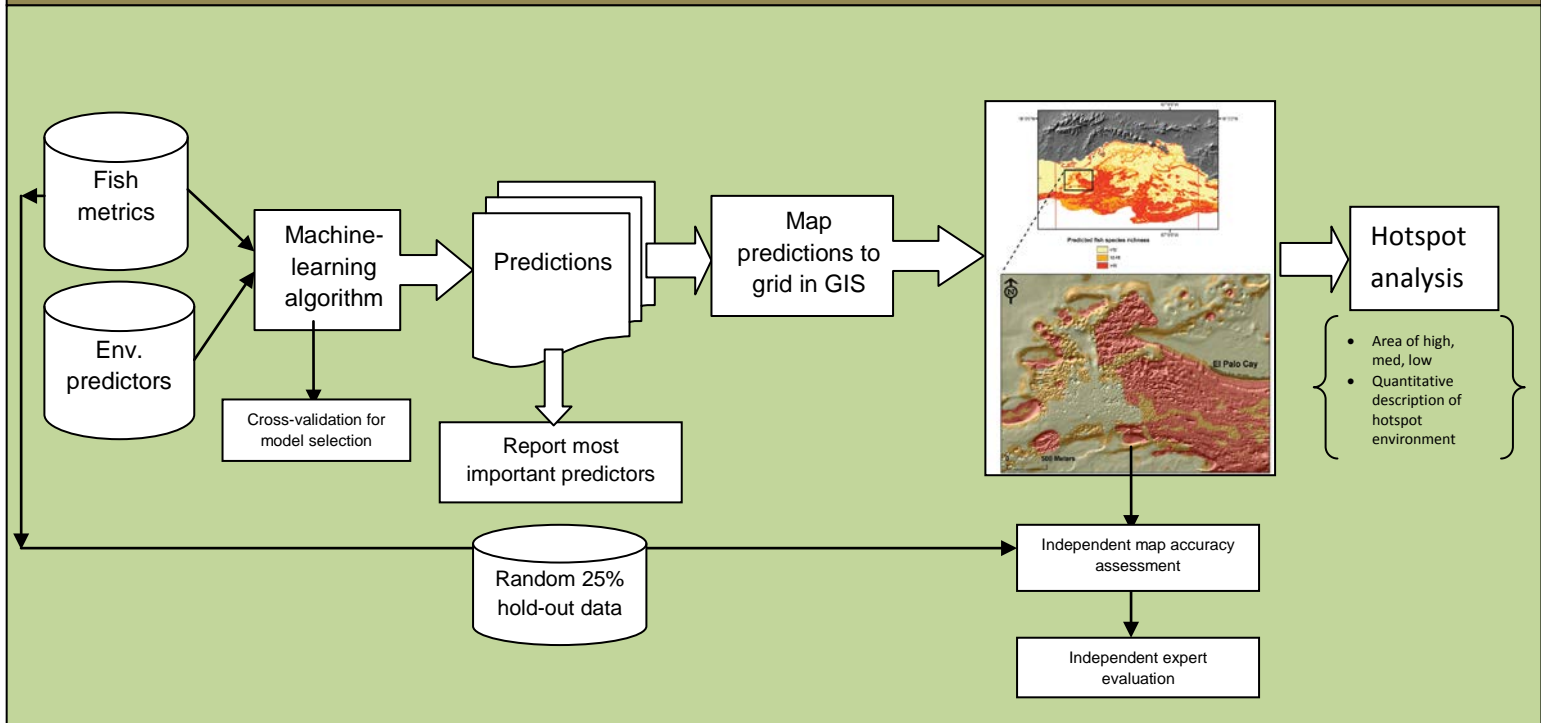 Fish
metrics
Env.
predictors
Machine-
learning
algorithm
Cross-validation for
model selection
Predictions
Report most
important predictors
Map
predictions to
grid in GIS
Predicted fish species richness
El Palo Cay
N
500 Meters
Hotspot
analysis
• Area of high,
med, low
• Quantitative
description of
hotspot
environment
Random 25%
hold-out data
Independent map accuracy
assessment
Independent expert
evaluation